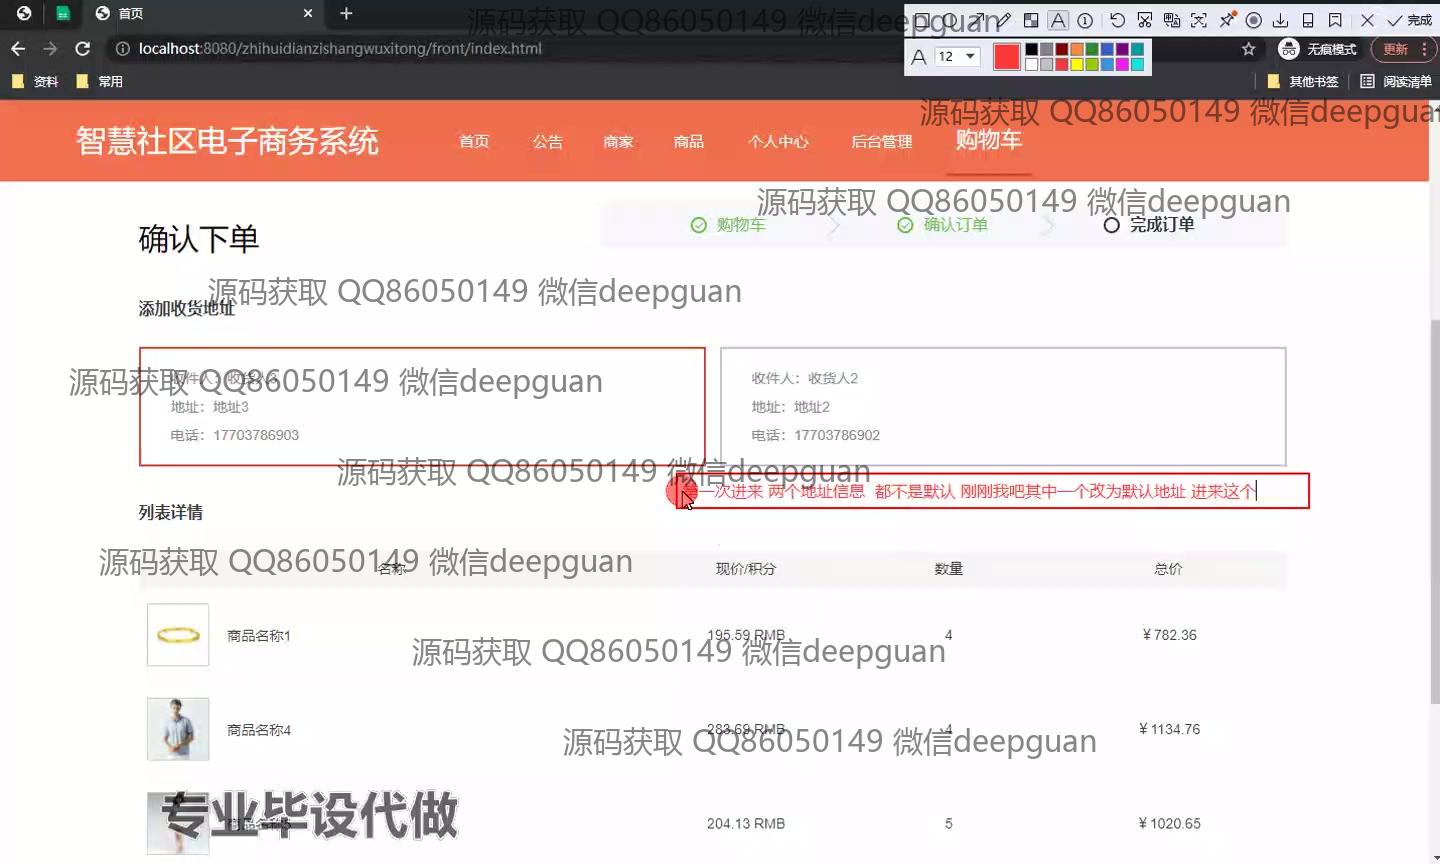 首页
完成
localhost:8080/zhihuidianzishangwuxitong/front/index.html
A 12
无痕模式
更新
资料
常用
其他书签
阅读清单
源码获取 QQ86050149 微信deepguan
源码获取 QQ86050149 微信deepguan
智慧社区电子商务系统
首页
公告
商家
商品
个人中心
后台管理
购物车
源码获取 QQ86050149 微信deepguan
购物车
确认订单
完成订单
确认下单
源码获取 QQ86050149 微信deepguan
添加收货地址
源码获取 QQ86050149 微信deepguan
收件人：收货人3
地址：地址3
电话：17703786903
收件人：收货人2
地址：地址2
电话：17703786902
源码获取 QQ86050149 微信deepguan
一次进来 两个地址信息 都不是默认 刚刚我吧其中一个改为默认地址 进来这个
列表详情
源码获取 QQ86050149 微信deepguan
名称
现价/积分
数量
总价
商品名称1
195.59 RMB
4
￥782.36
源码获取 QQ86050149 微信deepguan
商品名称4
283.69 RMB
4
￥1134.76
源码获取 QQ86050149 微信deepguan
专业毕设代做
商品名称5
204.13 RMB
5
￥1020.65